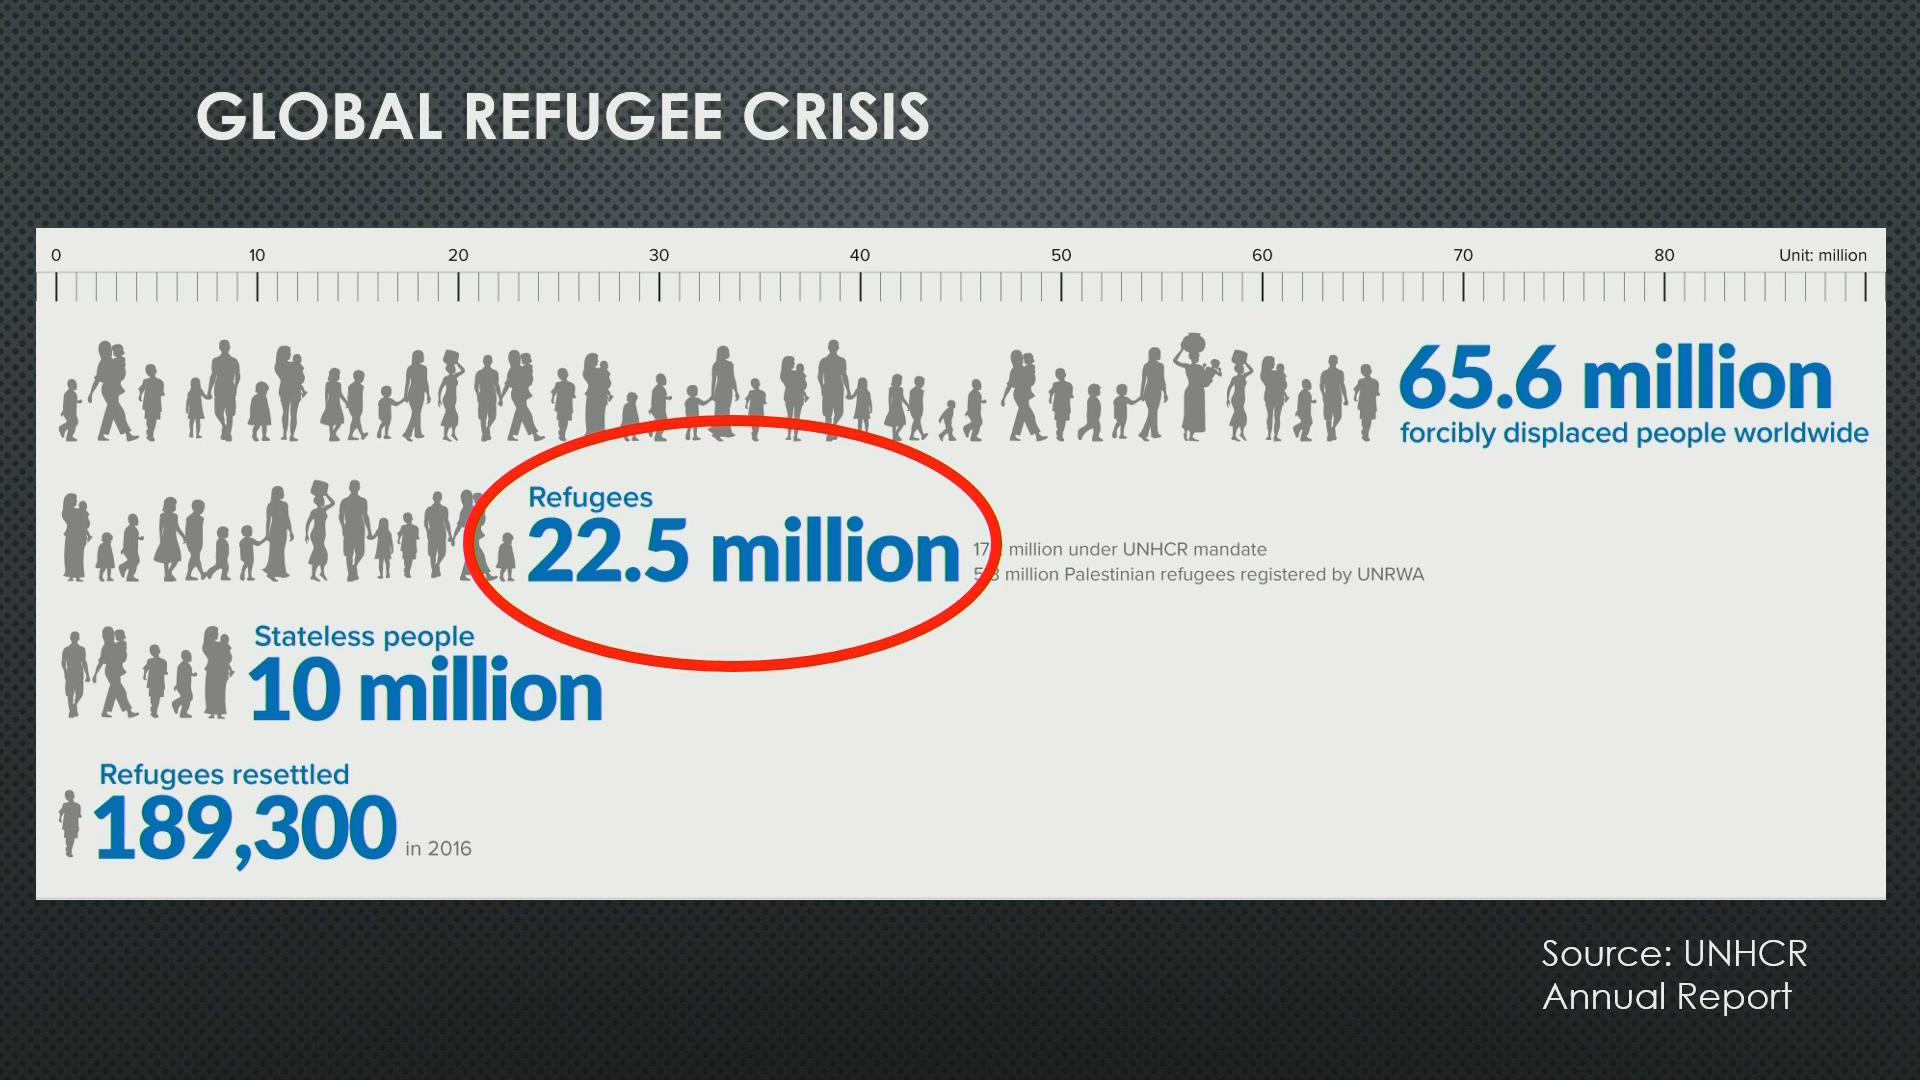 GLOBAL REFUGEE CRISIS
0 10 20 30 40 50 60 70 80 Unit: million
65.6 million
forcibly displaced people worldwide
Refugees
22.5 million
million under UNHCR mandate
million Palestinian refugees registered by UNRWA
Stateless people
10 million
Refugees resettled
189,300 in 2016
Source: UNHCR
Annual Report